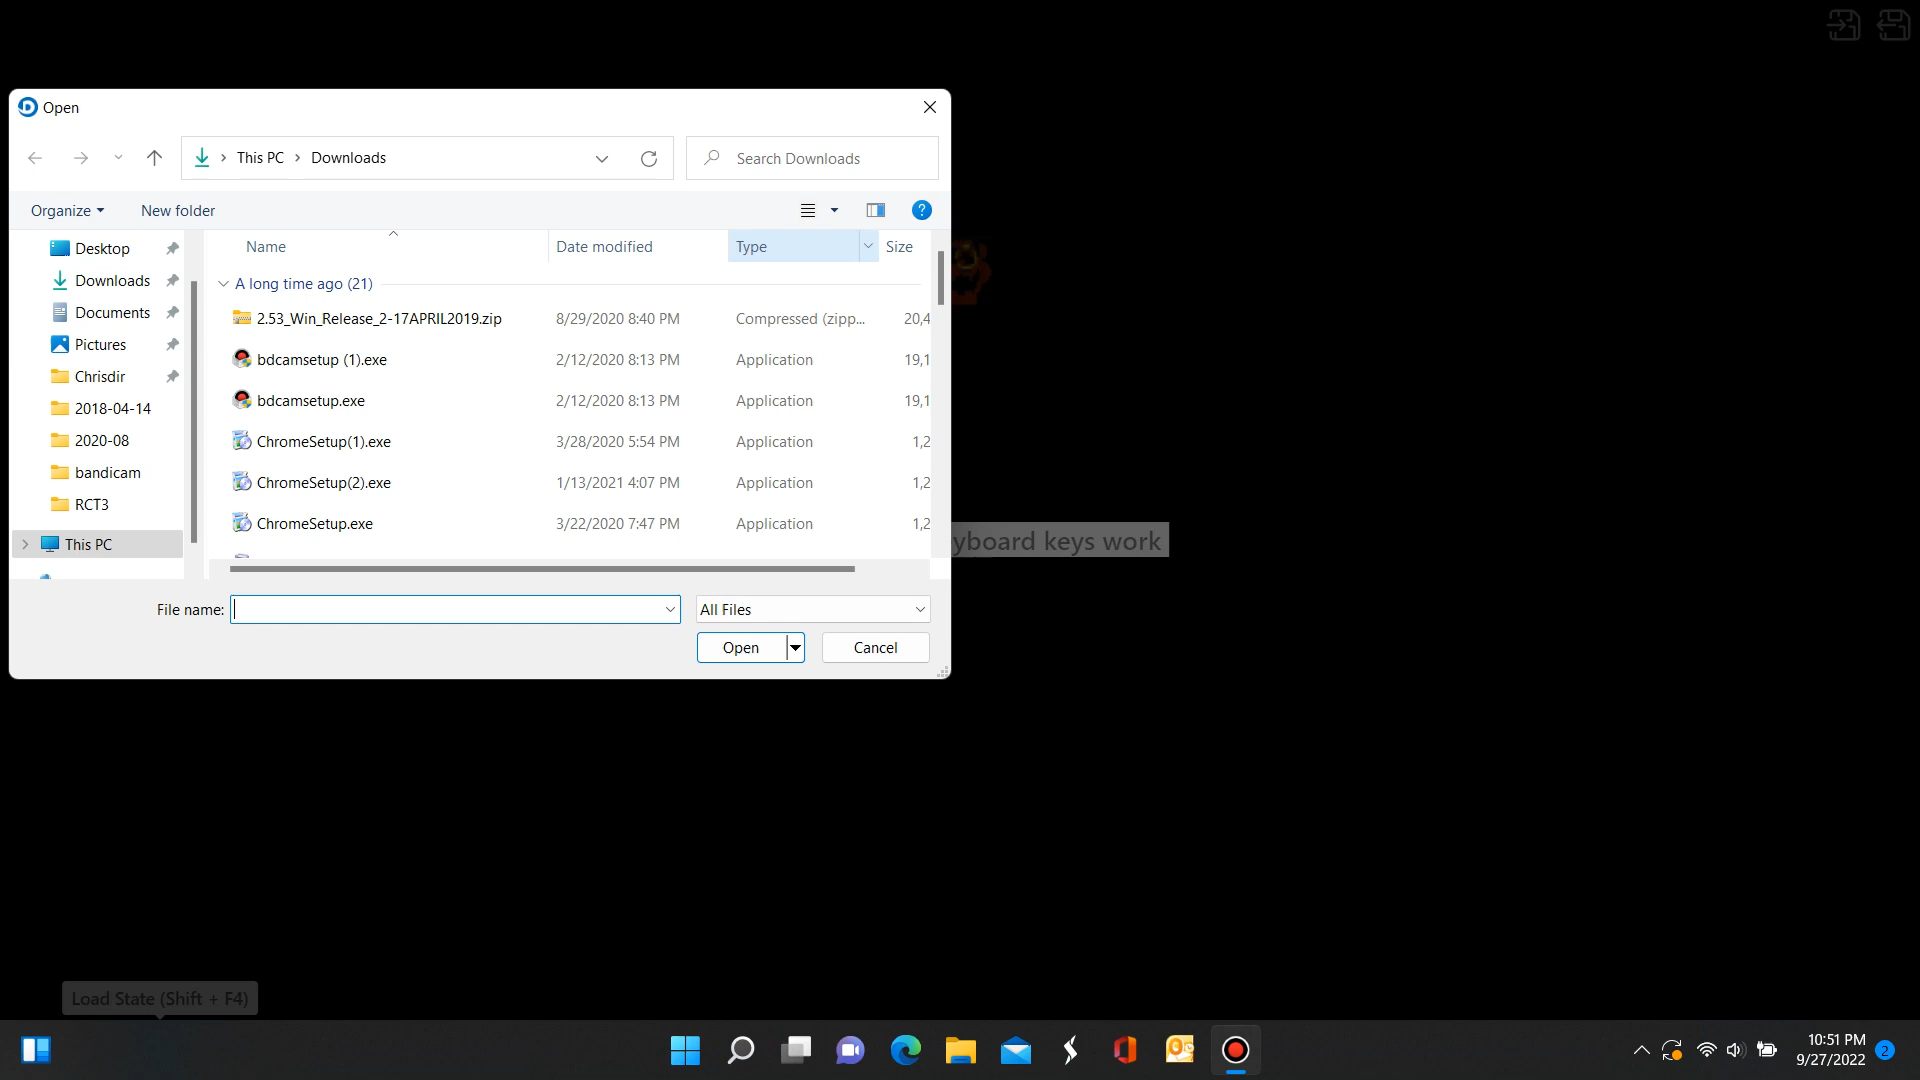 Open
This PC > Downloads
Search Downloads
Organize
New folder
?
Name
Date modified
Type
Size
Desktop
Downloads
Documents
Pictures
Chrisdir
2018-04-14
2020-08
bandicam
RCT3
This PC
A long time ago (21)
2.53_Win_Release_2-17APRIL2019.zip 8/29/2020 8:40 PM Compressed (zipp... 20,4
bdcamsetup (1).exe 2/12/2020 8:13 PM Application 19,1
bdcamsetup.exe 2/12/2020 8:13 PM Application 19,1
ChromeSetup(1).exe 3/28/2020 5:54 PM Application 1,2
ChromeSetup(2).exe 1/13/2021 4:07 PM Application 1,2
ChromeSetup.exe 3/22/2020 7:47 PM Application 1,2
yboard keys work
File name:
All Files
Open
Cancel
Load State (Shift + F4)
10:51 PM
9/27/2022
2